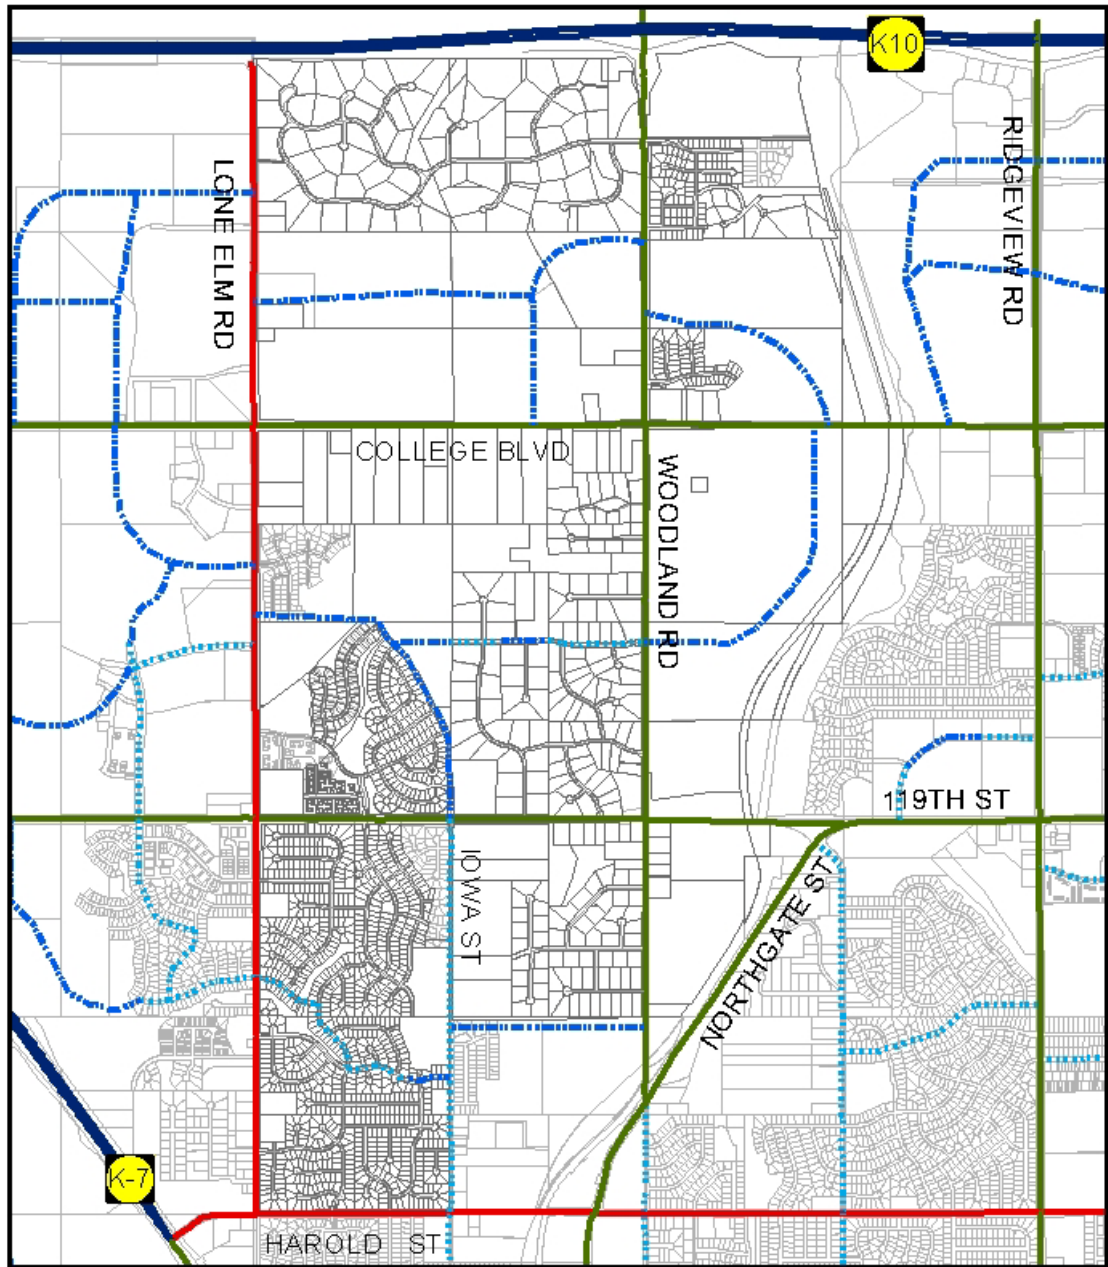 K10
RIDGEVIEW RD
LONE ELM RD
COLLEGE BLVD
WOODLAND RD
119TH ST
IOWA ST
NORTHGATE ST
K-7
HAROLD ST